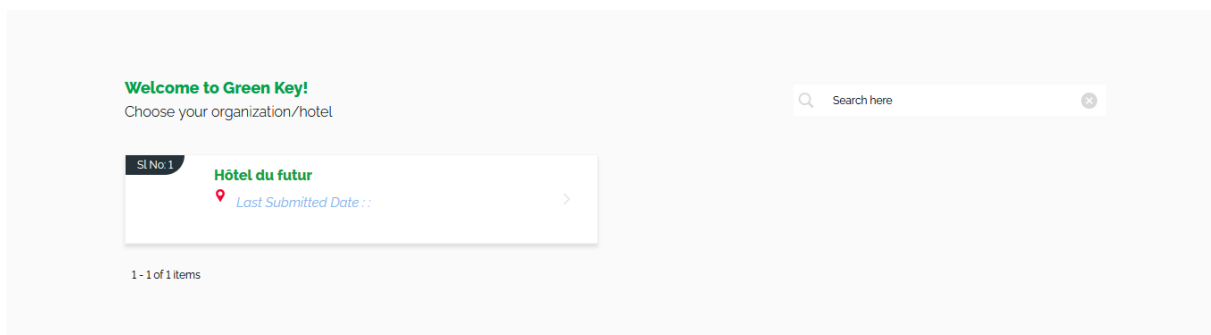 Welcome to Green Key!
Choose your organization/hotel
Search here
Sl No: 1
Hôtel du futur
Last Submitted Date : :
1 - 1 of 1 items